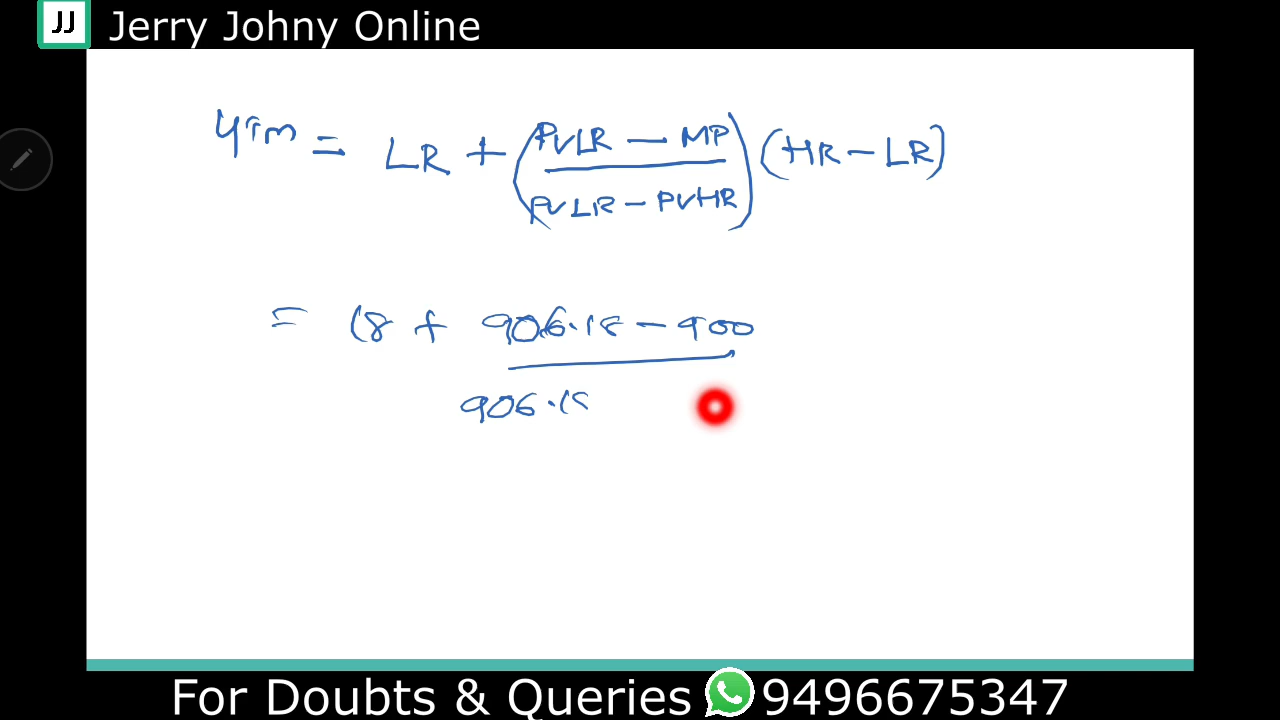 JJ Jerry Johny Online
YTM = LR + (PVLR - MP / PVLR - PVHR) (HR - LR)
= 18 + 906.18 - 900
906.18
For Doubts & Queries 9496675347